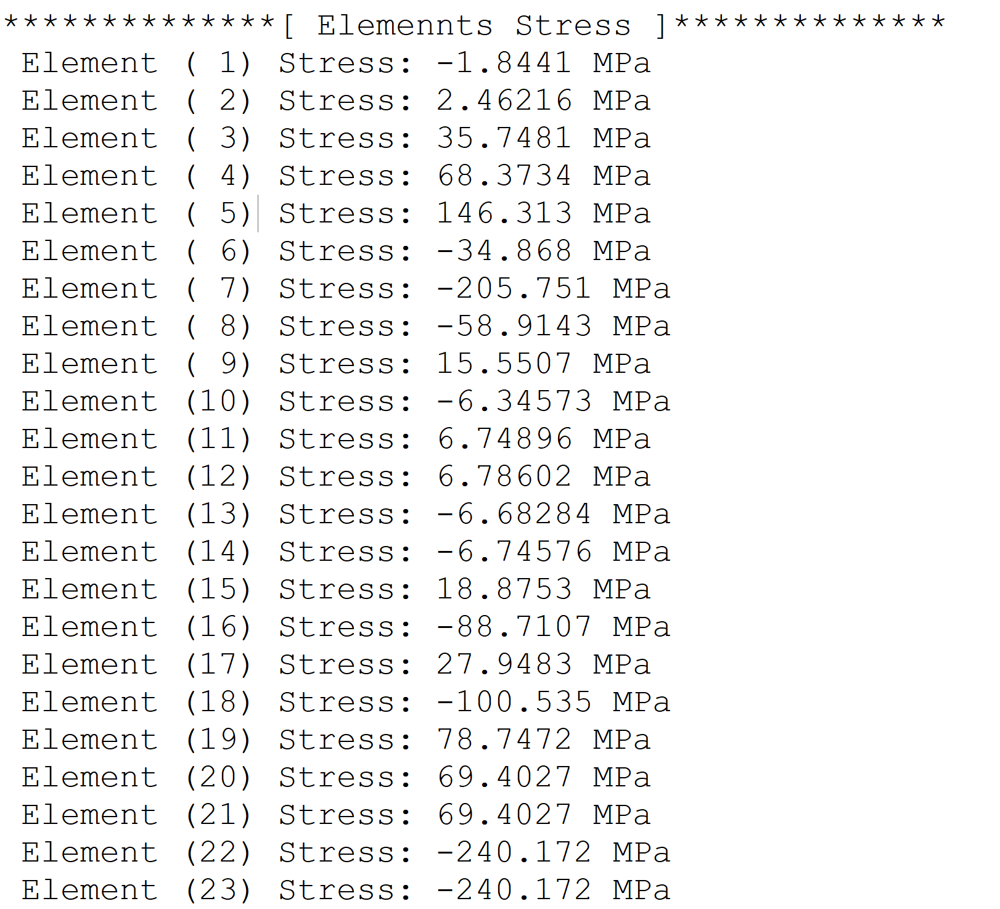 **************[ Elemennts Stress ]**************
Element ( 1) Stress: -1.8441 MPa
Element ( 2) Stress: 2.46216 MPa
Element ( 3) Stress: 35.7481 MPa
Element ( 4) Stress: 68.3734 MPa
Element ( 5) Stress: 146.313 MPa
Element ( 6) Stress: -34.868 MPa
Element ( 7) Stress: -205.751 MPa
Element ( 8) Stress: -58.9143 MPa
Element ( 9) Stress: 15.5507 MPa
Element (10) Stress: -6.34573 MPa
Element (11) Stress: 6.74896 MPa
Element (12) Stress: 6.78602 MPa
Element (13) Stress: -6.68284 MPa
Element (14) Stress: -6.74576 MPa
Element (15) Stress: 18.8753 MPa
Element (16) Stress: -88.7107 MPa
Element (17) Stress: 27.9483 MPa
Element (18) Stress: -100.535 MPa
Element (19) Stress: 78.7472 MPa
Element (20) Stress: 69.4027 MPa
Element (21) Stress: 69.4027 MPa
Element (22) Stress: -240.172 MPa
Element (23) Stress: -240.172 MPa